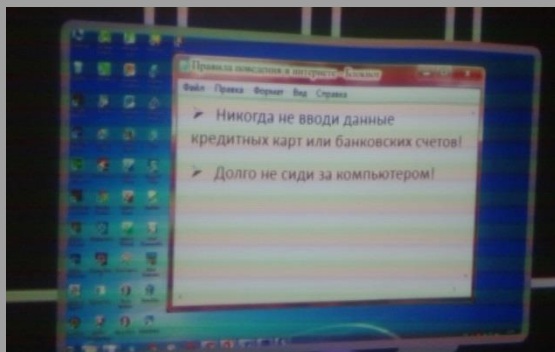 Правила поведения в интернете - Блокнот
Файл Правка Формат Вид Справка
➤ Никогда не вводи данные
кредитных карт или банковских счетов!
➤ Долго не сиди за компьютером!